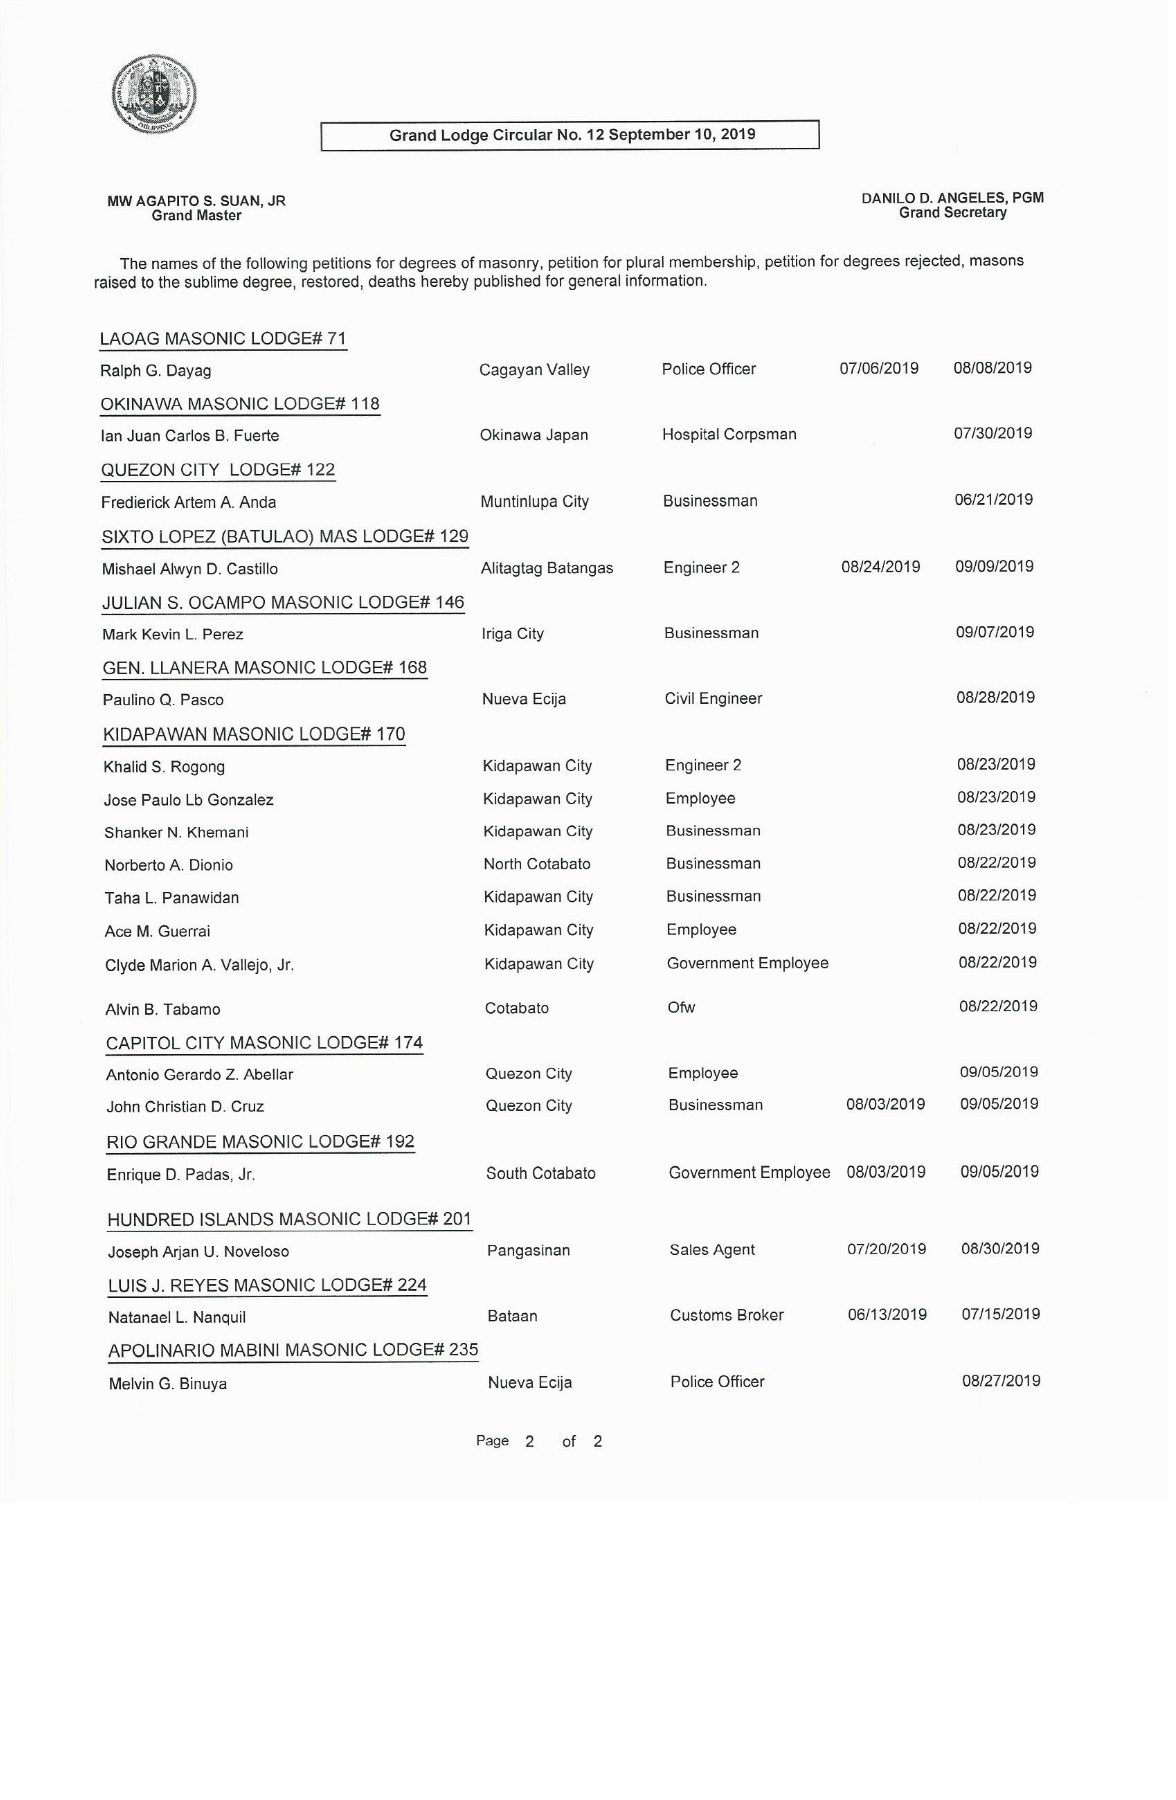 Grand Lodge Circular No. 12 September 10, 2019
MW AGAPITO S. SUAN, JR
Grand Master
DANILO D. ANGELES, PGM
Grand Secretary
The names of the following petitions for degrees of masonry, petition for plural membership, petition for degrees rejected, masons
raised to the sublime degree, restored, deaths hereby published for general information.
LAOAG MASONIC LODGE# 71
Ralph G. Dayag Cagayan Valley Police Officer 07/06/2019 08/08/2019
OKINAWA MASONIC LODGE# 118
Ian Juan Carlos B. Fuerte Okinawa Japan Hospital Corpsman 07/30/2019
QUEZON CITY LODGE# 122
Fredierick Artem A. Anda Muntinlupa City Businessman 06/21/2019
SIXTO LOPEZ (BATULAO) MAS LODGE# 129
Mishael Alwyn D. Castillo Alitagtag Batangas Engineer 2 08/24/2019 09/09/2019
JULIAN S. OCAMPO MASONIC LODGE# 146
Mark Kevin L. Perez Iriga City Businessman 09/07/2019
GEN. LLANERA MASONIC LODGE# 168
Paulino Q. Pasco Nueva Ecija Civil Engineer 08/28/2019
KIDAPAWAN MASONIC LODGE# 170
Khalid S. Rogong Kidapawan City Engineer 2 08/23/2019
Jose Paulo Lb Gonzalez Kidapawan City Employee 08/23/2019
Shanker N. Khemani Kidapawan City Businessman 08/23/2019
Norberto A. Dionio North Cotabato Businessman 08/22/2019
Taha L. Panawidan Kidapawan City Businessman 08/22/2019
Ace M. Guerrai Kidapawan City Employee 08/22/2019
Clyde Marion A. Vallejo, Jr. Kidapawan City Government Employee 08/22/2019
Alvin B. Tabamo Cotabato Ofw 08/22/2019
CAPITOL CITY MASONIC LODGE# 174
Antonio Gerardo Z. Abellar Quezon City Employee 09/05/2019
John Christian D. Cruz Quezon City Businessman 08/03/2019 09/05/2019
RIO GRANDE MASONIC LODGE# 192
Enrique D. Padas, Jr. South Cotabato Government Employee 08/03/2019 09/05/2019
HUNDRED ISLANDS MASONIC LODGE# 201
Joseph Arjan U. Noveloso Pangasinan Sales Agent 07/20/2019 08/30/2019
LUIS J. REYES MASONIC LODGE# 224
Natanael L. Nanquil Bataan Customs Broker 06/13/2019 07/15/2019
APOLINARIO MABINI MASONIC LODGE# 235
Melvin G. Binuya Nueva Ecija Police Officer 08/27/2019
Page 2 of 2